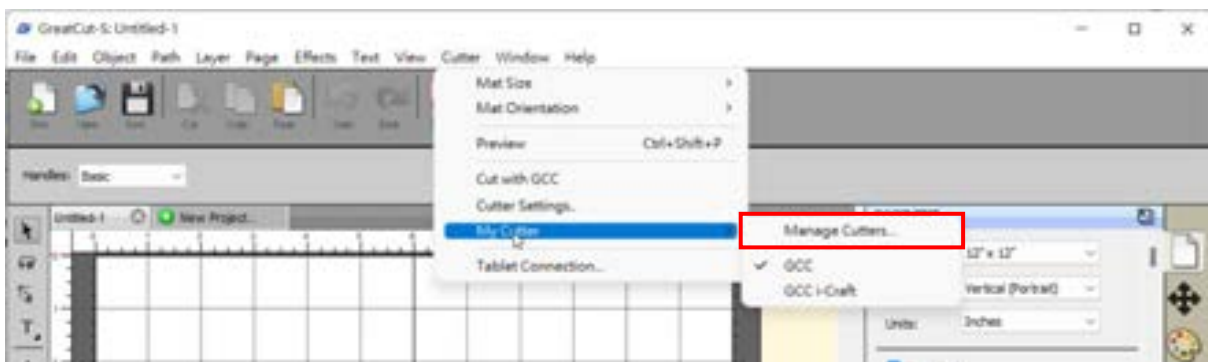 GreatCut-S: Untitled-1
File Edit Object Path Layer Page Effects Text View Cutter Window Help
Mat Size
Mat Orientation
Preview Ctrl+Shift+P
Cut with GCC
Cutter Settings..
My Cutter
Tablet Connection...
Manage Cutters...
GCC
GCC i-Craft
Handles: Basic
Untitled-1 New Project..
12" x 12"
Vertical (Portrait)
Units: Inches